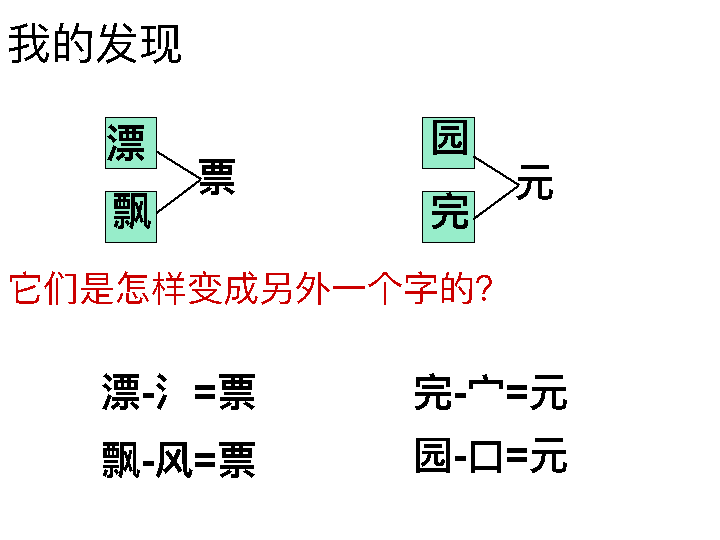 我的发现
漂
飘
票
园
完
元
它们是怎样变成另外一个字的?
漂-氵=票
飘-风=票
完-宀=元
园-口=元